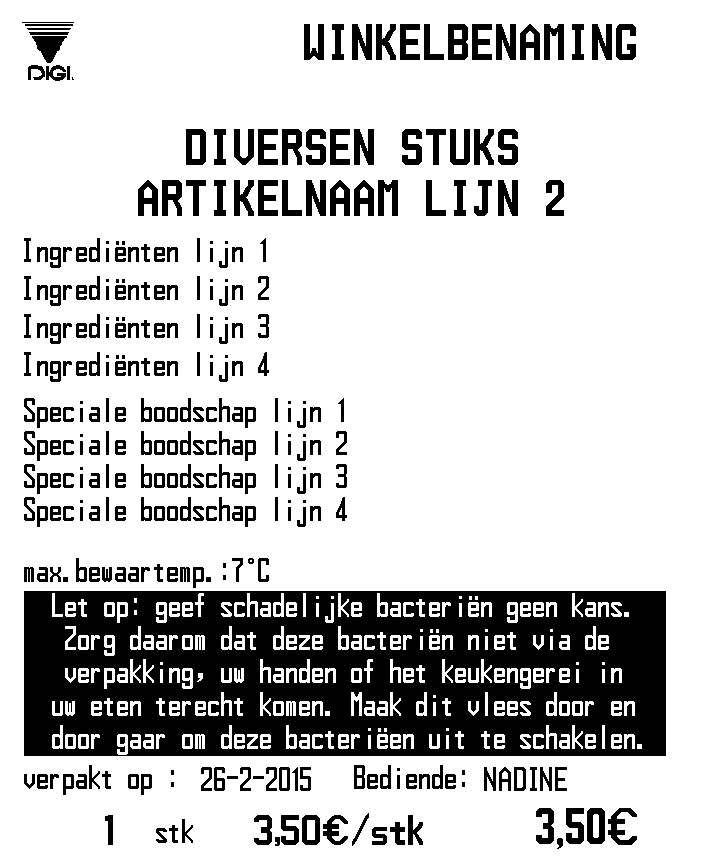 DIGI.
WINKELBENAMING
DIVERSEN STUKS
ARTIKELNAAM LIJN 2
Ingrediënten lijn 1
Ingrediënten lijn 2
Ingrediënten lijn 3
Ingrediënten lijn 4
Speciale boodschap lijn 1
Speciale boodschap lijn 2
Speciale boodschap lijn 3
Speciale boodschap lijn 4
max.bewaartemp.:7°C
Let op: geef schadelijke bacteriën geen kans.
Zorg daarom dat deze bacteriën niet via de
verpakking, uw handen of het keukengerei in
uw eten terecht komen. Maak dit vlees door en
door gaar om deze bacteriëen uit te schakelen.
verpakt op : 26-2-2015 Bediende: NADINE
1 stk 3,50€/stk 3,50€